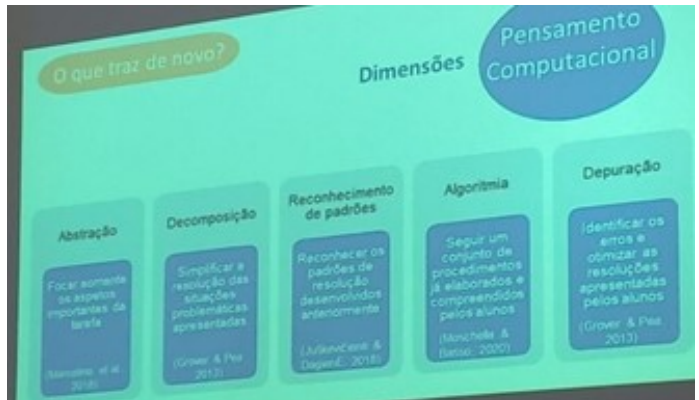 O que traz de novo?
Dimensões
Pensamento
Computacional
Abstração
Focar somente
os aspetos
importantes da
tarefa
2018)
Decomposição
Simplificar a
resolução das
situações
problemáticas
apresentadas
(Grover & Pea
2013)
Reconhecimento
de padrões
Reconhecer os
padrões de
resolução
desenvolvidos
anteriormente
2018)
Algoritmia
Seguir um
conjunto de
procedimentos
já elaborados e
compreendidos
pelos alunos
2020)
Depuração
Identificar os
erros e
otimizar as
resoluções
apresentadas
pelos alunos
(Grover & Pea
2013)